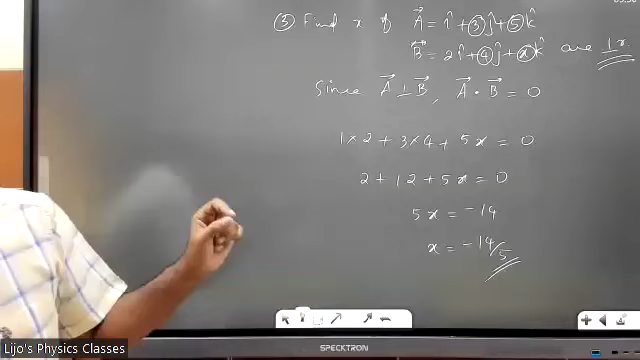 ③ Find x if A⃗ = î + 3ĵ + 5k̂
B⃗ = 2î + 4ĵ + xk̂ are ⊥r.
Since A⃗ ⊥ B⃗, A⃗ · B⃗ = 0
1×2 + 3×4 + 5x = 0
2 + 12 + 5x = 0
5x = -14
x = -14/5
SPECKTRON
Lijo's Physics Classes